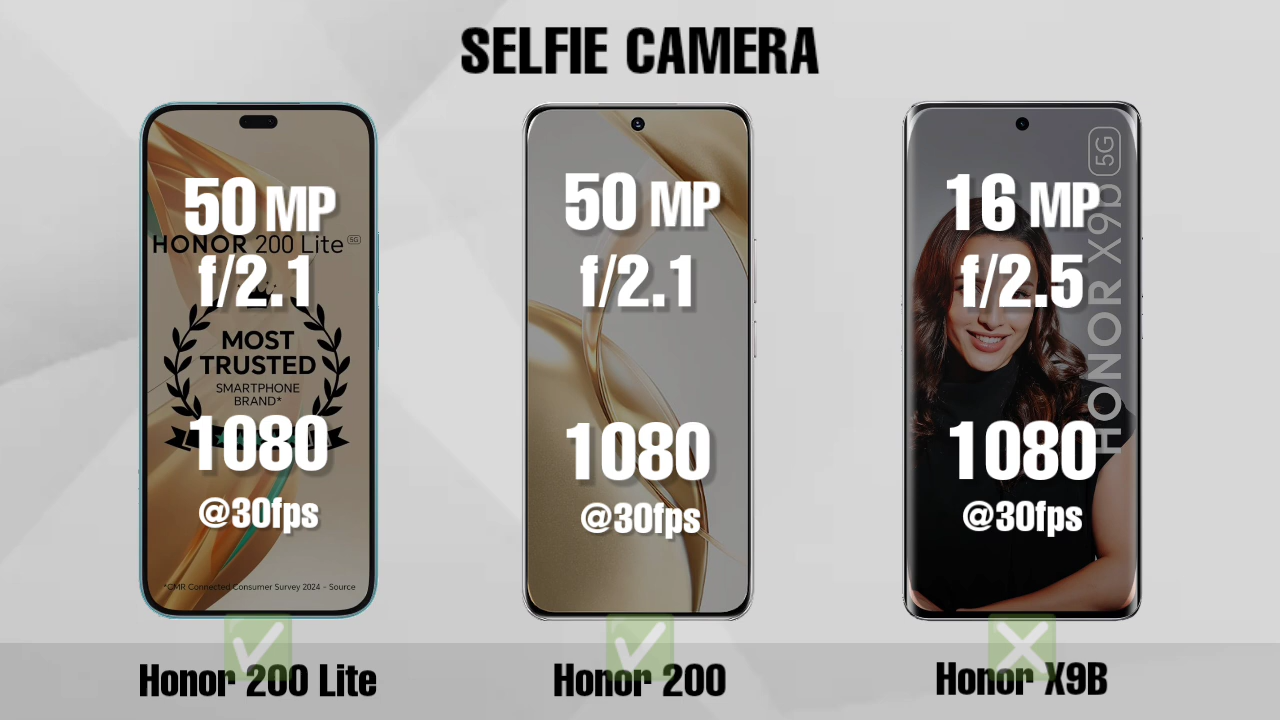 SELFIE CAMERA
50 MP
HONOR 200 Lite 5G
f/2.1
MOST
TRUSTED
SMARTPHONE
BRAND*
1080
@30fps
*CMR Connected Consumer Survey 2024 - Source
Honor 200 Lite
50 MP
f/2.1
1080
@30fps
Honor 200
16 MP
f/2.5
HONOR X9b 5G
1080
@30fps
Honor X9B